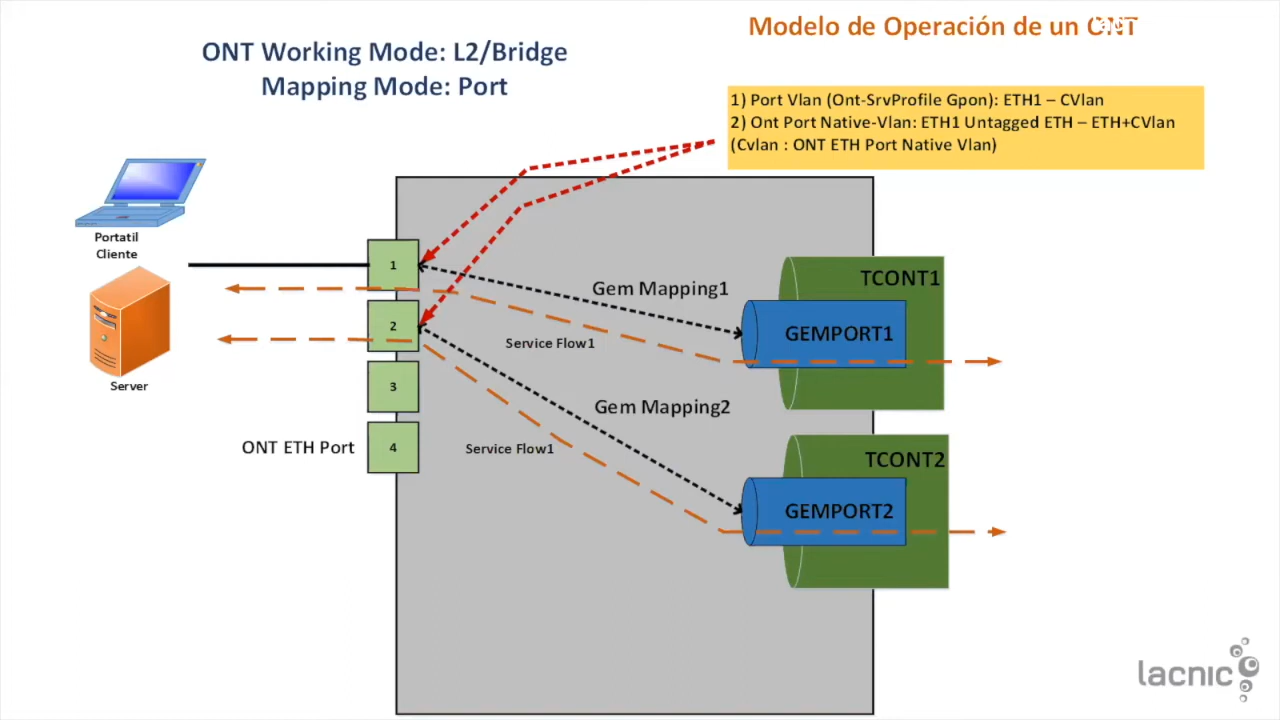 Modelo de Operación de un ONT
ONT Working Mode: L2/Bridge
Mapping Mode: Port
1) Port Vlan (Ont-SrvProfile Gpon): ETH1 – CVlan
2) Ont Port Native-Vlan: ETH1 Untagged ETH – ETH+CVlan
(Cvlan : ONT ETH Port Native Vlan)
Portatil
Cliente
Server
1
2
3
4
ONT ETH Port
Gem Mapping1
Service Flow1
Gem Mapping2
Service Flow1
TCONT1
GEMPORT1
TCONT2
GEMPORT2
lacnic